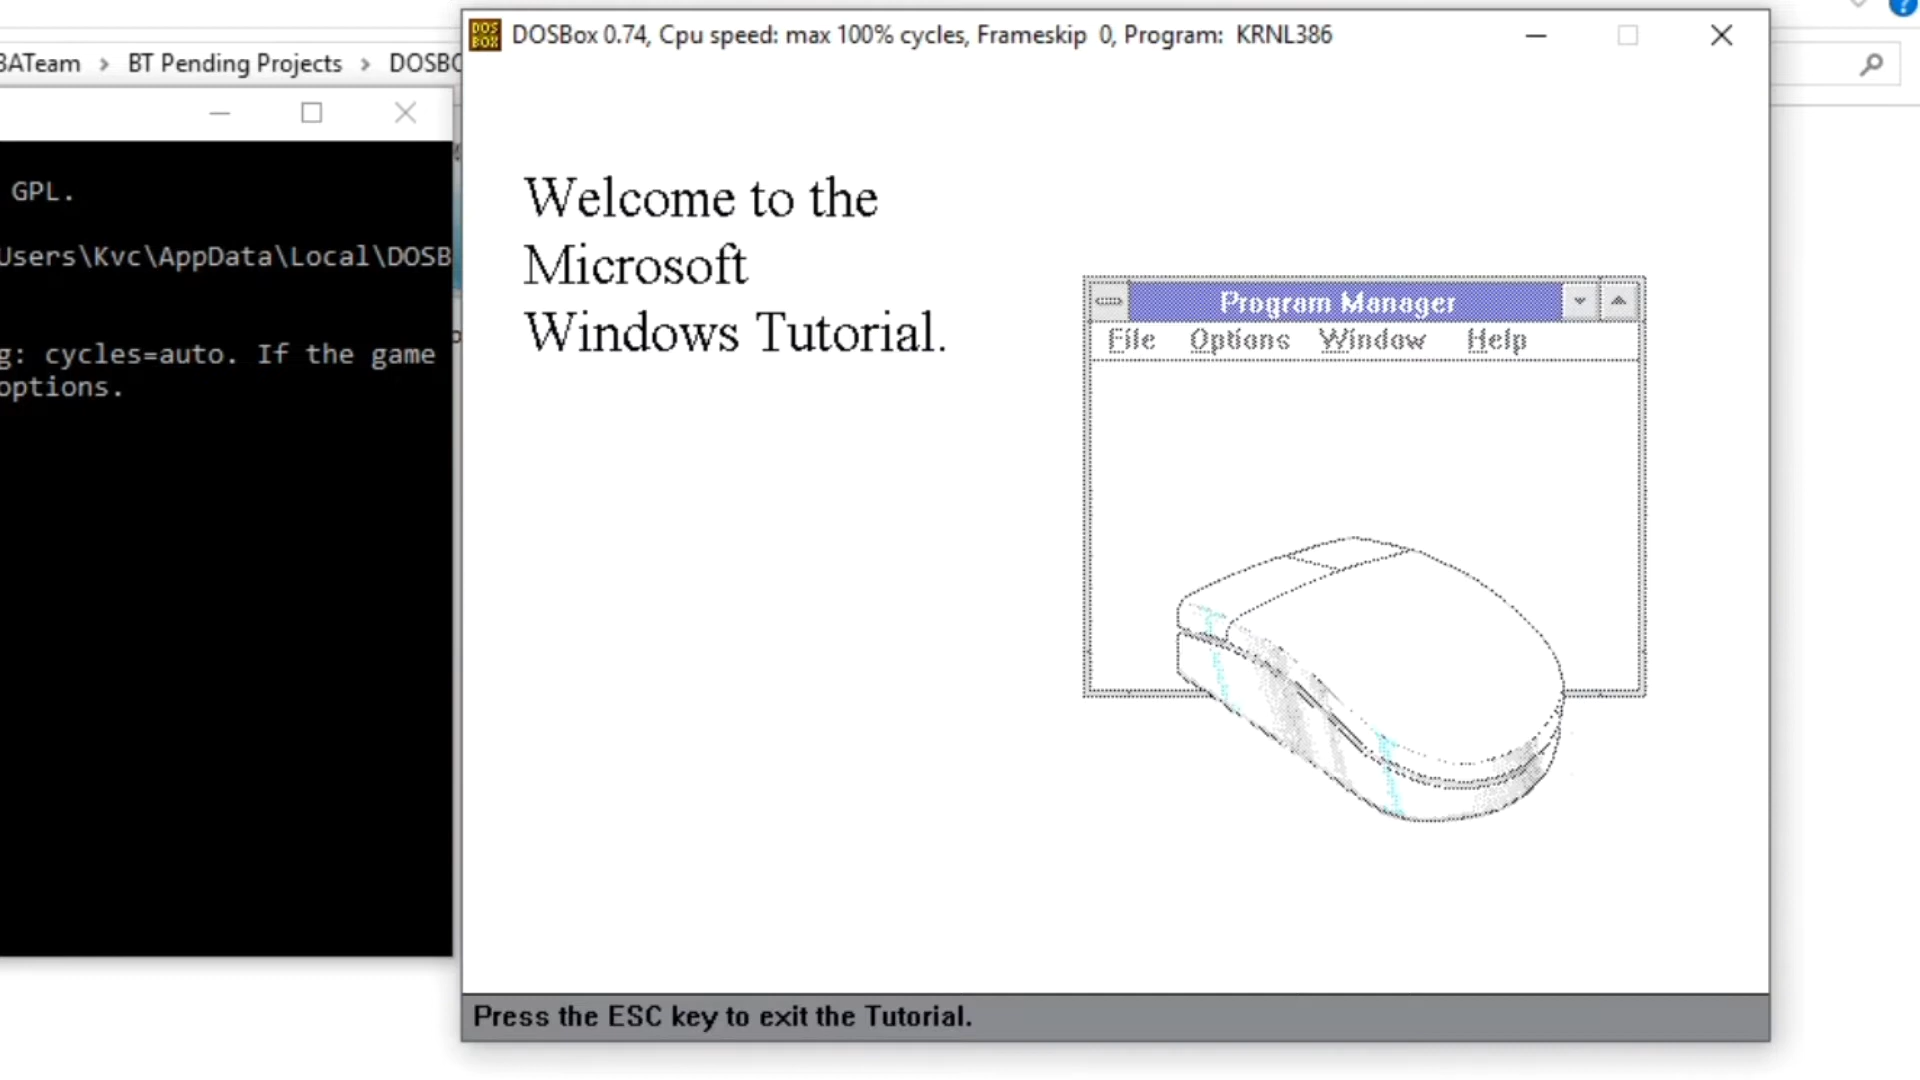 DOSBox 0.74, Cpu speed: max 100% cycles, Frameskip 0, Program: KRNL386
BATeam > BT Pending Projects > DOSBO
GPL.
Users\Kvc\AppData\Local\DOSB
g: cycles=auto. If the game
options.
Welcome to the
Microsoft
Windows Tutorial.
Program Manager
File Options Window Help
Press the ESC key to exit the Tutorial.